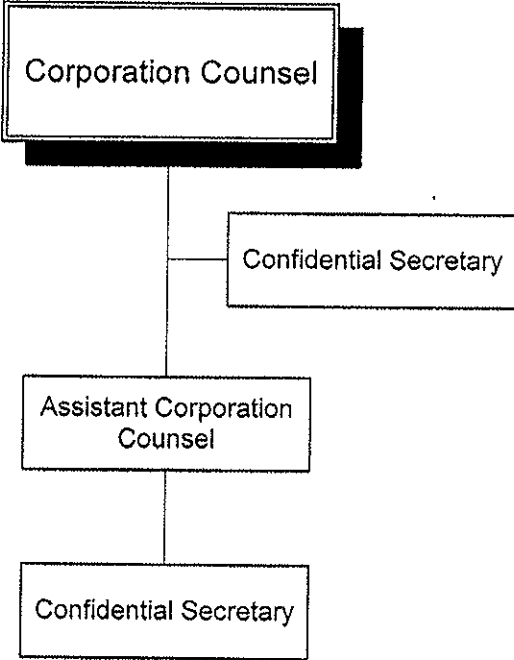 Corporation Counsel
Confidential Secretary
Assistant Corporation
Counsel
Confidential Secretary